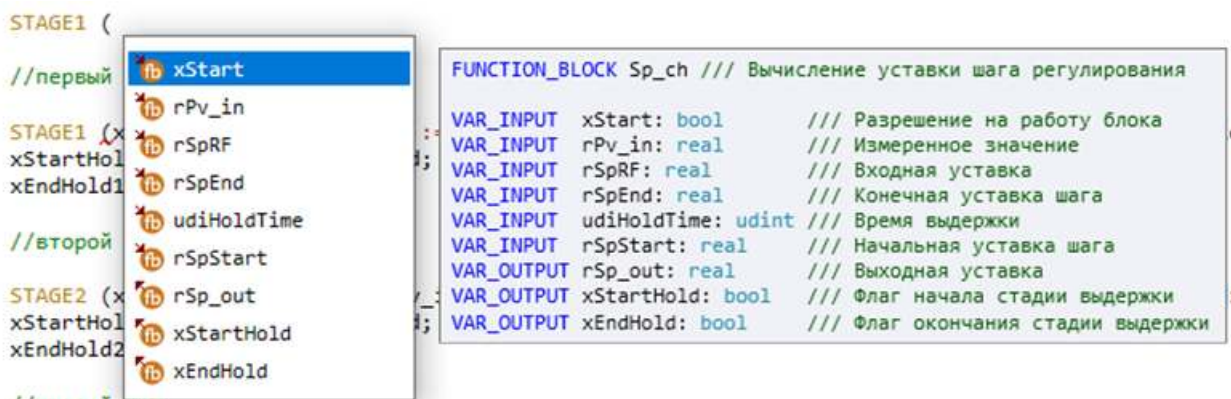 STAGE1 (
//первый
STAGE1 (x
:=
xStartHol
d;
xEndHold1
//второй
STAGE2 (x
xStartHol
d;
xEndHold2
xStart
rPv_in
rSpRF
rSpEnd
udiHoldTime
rSpStart
rSp_out
xStartHold
xEndHold
FUNCTION_BLOCK Sp_ch /// Вычисление уставки шага регулирования
VAR_INPUT xStart: bool /// Разрешение на работу блока
VAR_INPUT rPv_in: real /// Измеренное значение
VAR_INPUT rSpRF: real /// Входная уставка
VAR_INPUT rSpEnd: real /// Конечная уставка шага
VAR_INPUT udiHoldTime: udint /// Время выдержки
VAR_INPUT rSpStart: real /// Начальная уставка шага
VAR_OUTPUT rSp_out: real /// Выходная уставка
VAR_OUTPUT xStartHold: bool /// Флаг начала стадии выдержки
VAR_OUTPUT xEndHold: bool /// Флаг окончания стадии выдержки